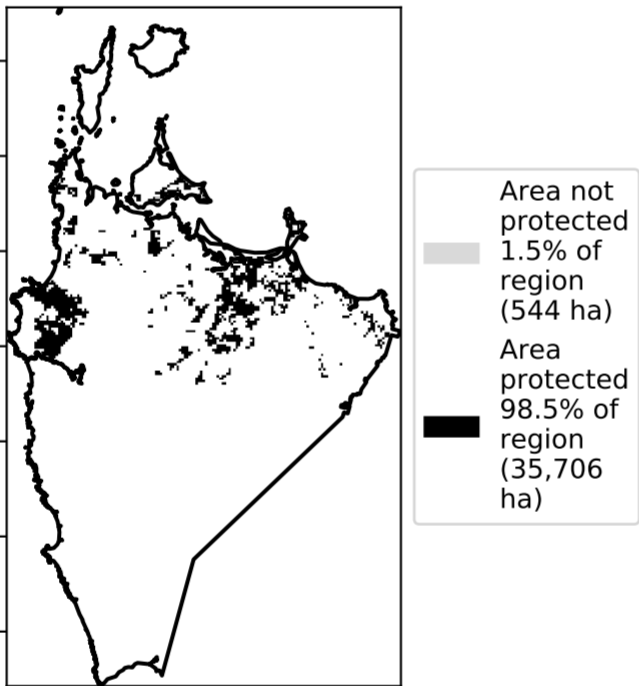 Area not
protected
1.5% of
region
(544 ha)
Area
protected
98.5% of
region
(35,706
ha)